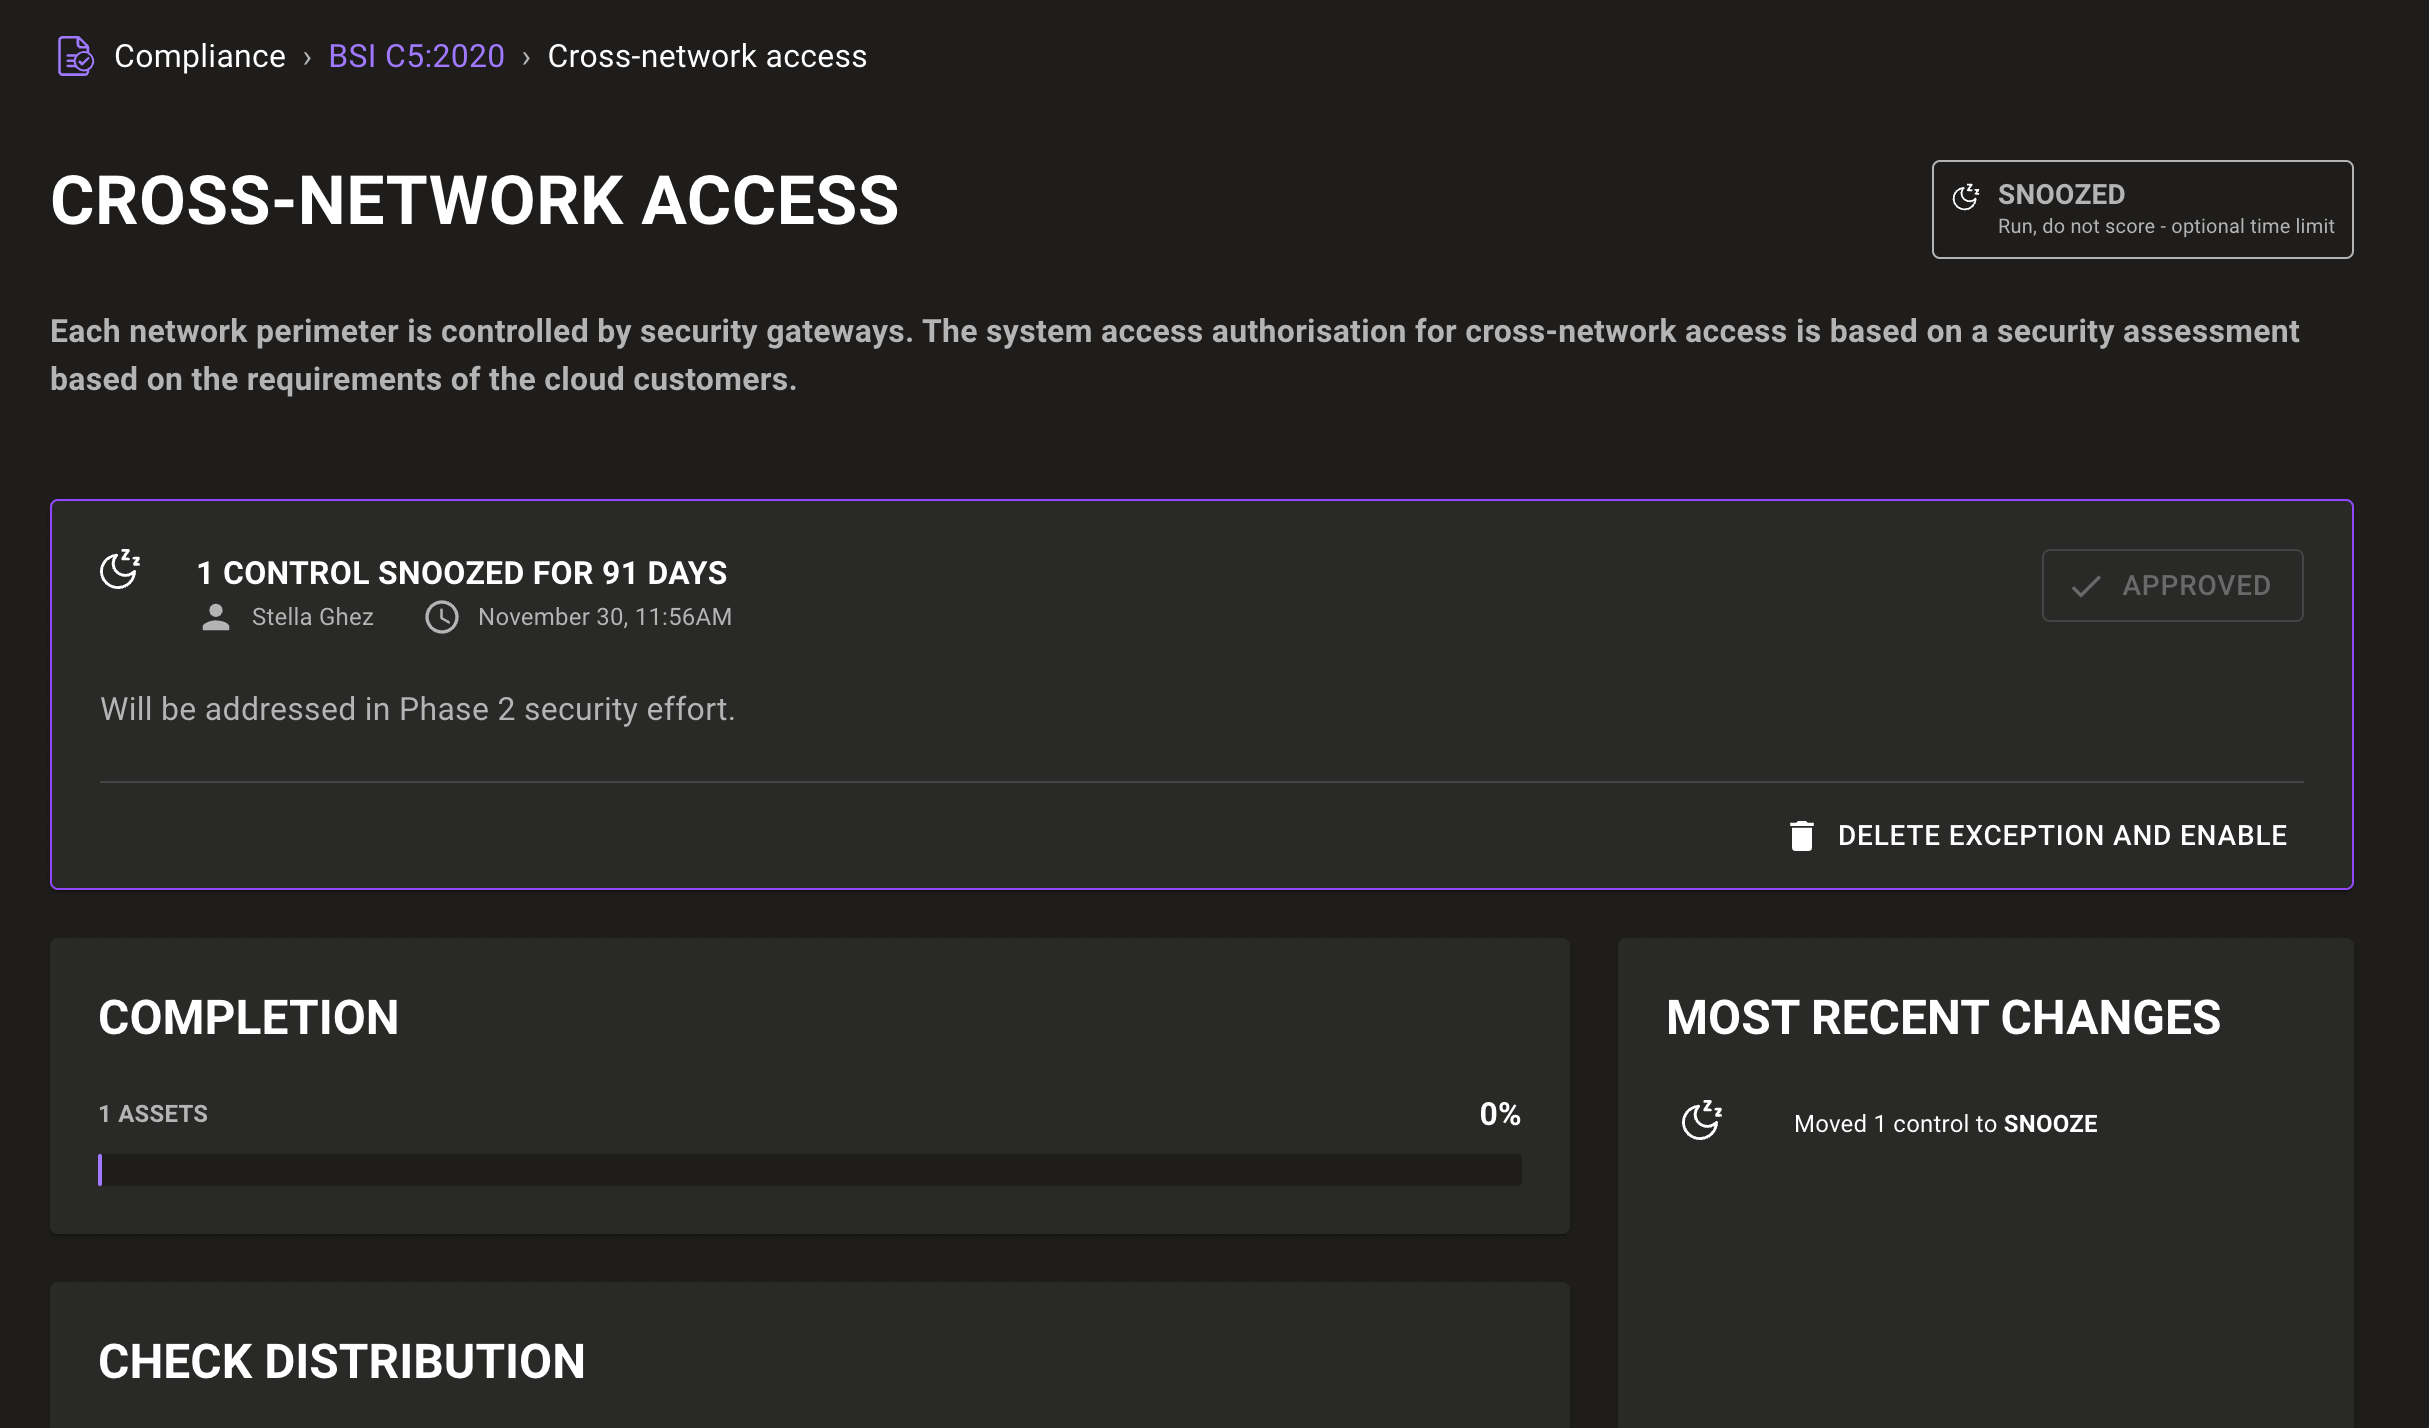 Compliance › BSI C5:2020 › Cross-network access
CROSS-NETWORK ACCESS
SNOOZED
Run, do not score - optional time limit
Each network perimeter is controlled by security gateways. The system access authorisation for cross-network access is based on a security assessment
based on the requirements of the cloud customers.
1 CONTROL SNOOZED FOR 91 DAYS
Stella Ghez November 30, 11:56AM
APPROVED
Will be addressed in Phase 2 security effort.
DELETE EXCEPTION AND ENABLE
COMPLETION
1 ASSETS 0%
MOST RECENT CHANGES
Moved 1 control to SNOOZE
CHECK DISTRIBUTION